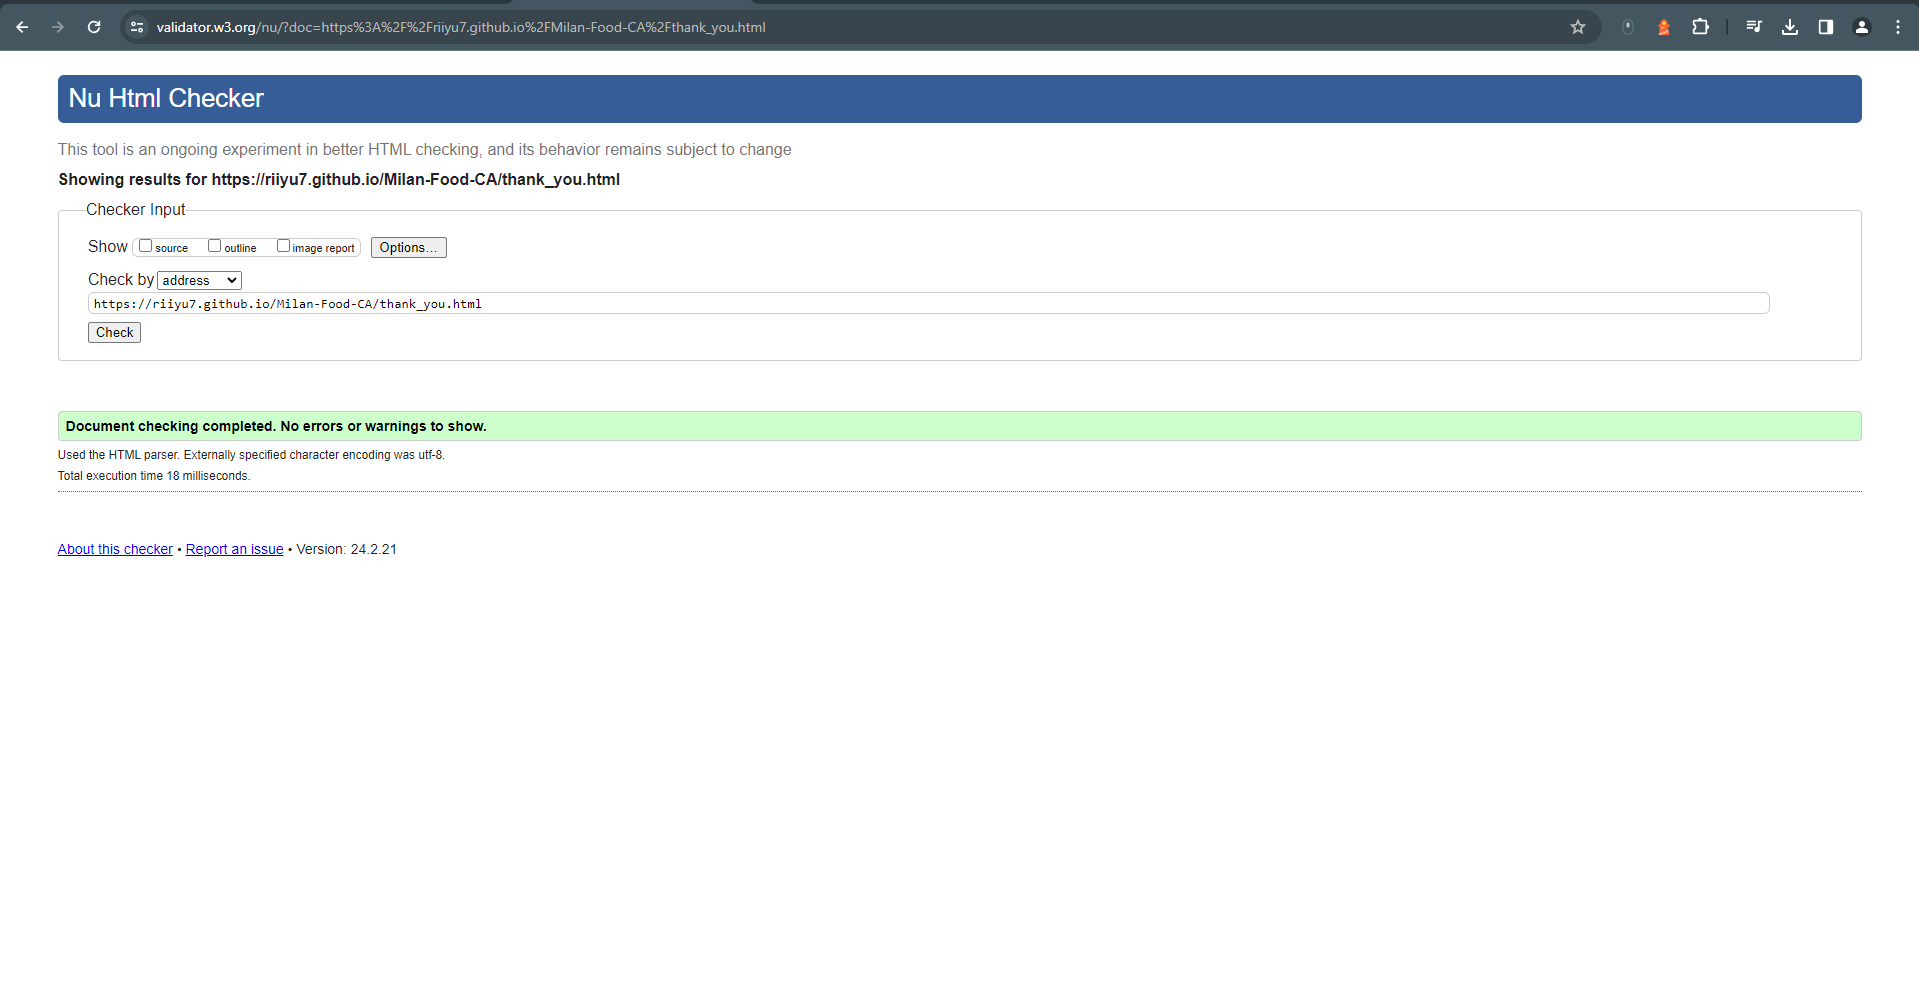 validator.w3.org/nu/?doc=https%3A%2F%2Friiyu7.github.io%2FMilan-Food-CA%2Fthank_you.html
Nu Html Checker
This tool is an ongoing experiment in better HTML checking, and its behavior remains subject to change
Showing results for https://riiyu7.github.io/Milan-Food-CA/thank_you.html
Checker Input
Show source outline image report Options...
Check by address
https://riiyu7.github.io/Milan-Food-CA/thank_you.html
Check
Document checking completed. No errors or warnings to show.
Used the HTML parser. Externally specified character encoding was utf-8.
Total execution time 18 milliseconds.
About this checker • Report an issue • Version: 24.2.21